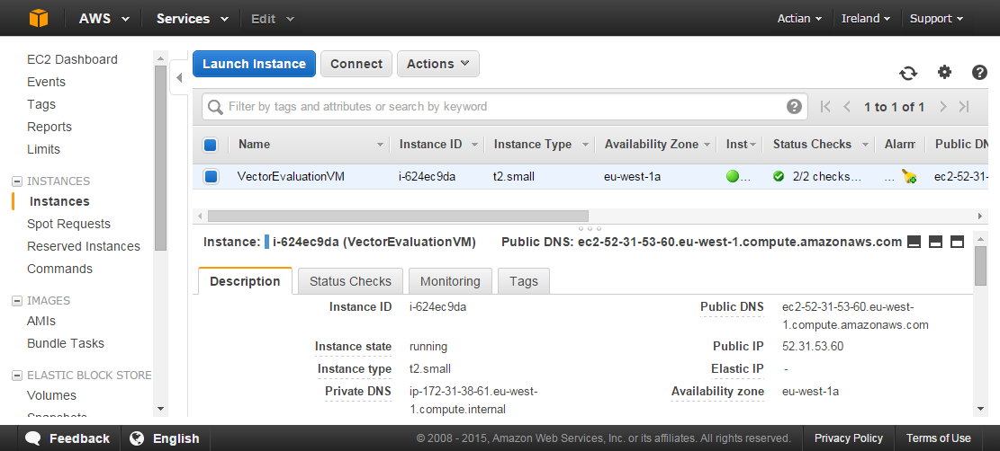 AWS Services Edit Actian Ireland Support
EC2 Dashboard
Events
Tags
Reports
Limits
INSTANCES
Instances
Spot Requests
Reserved Instances
Commands
IMAGES
AMIs
Bundle Tasks
ELASTIC BLOCK STORE
Volumes
Launch Instance Connect Actions
Filter by tags and attributes or search by keyword
1 to 1 of 1
Name Instance ID Instance Type Availability Zone Inst Status Checks Alarm Public DN
VectorEvaluationVM i-624ec9da t2.small eu-west-1a ... 2/2 checks... ... ec2-52-31-
Instance: i-624ec9da (VectorEvaluationVM) Public DNS: ec2-52-31-53-60.eu-west-1.compute.amazonaws.com
Description Status Checks Monitoring Tags
Instance ID i-624ec9da Public DNS ec2-52-31-53-60.eu-west-
1.compute.amazonaws.com
Instance state running Public IP 52.31.53.60
Instance type t2.small Elastic IP -
Private DNS ip-172-31-38-61.eu-west- Availability zone eu-west-1a
1.compute.internal
Feedback English © 2008 - 2015, Amazon Web Services, Inc. or its affiliates. All rights reserved. Privacy Policy Terms of Use